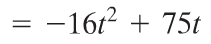 = −16t² + 75t